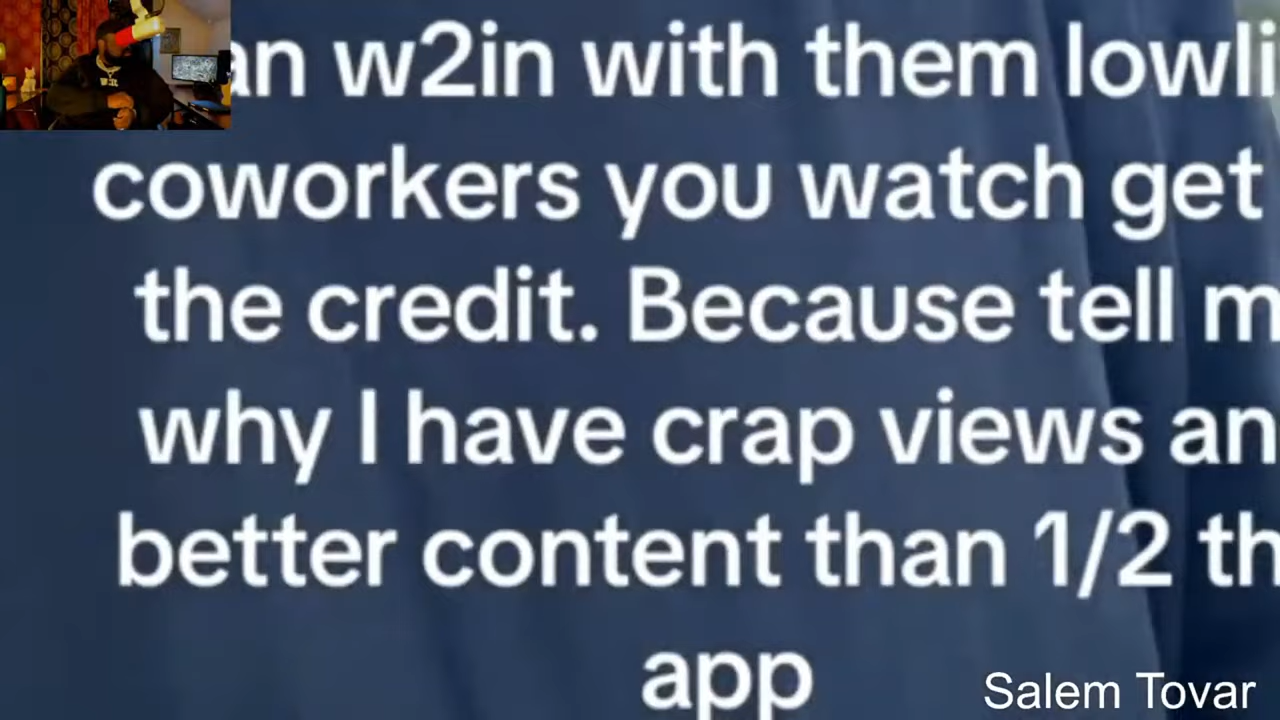 an w2in with them lowli
coworkers you watch get
the credit. Because tell m
why I have crap views an
better content than 1/2 th
app
Salem Tovar